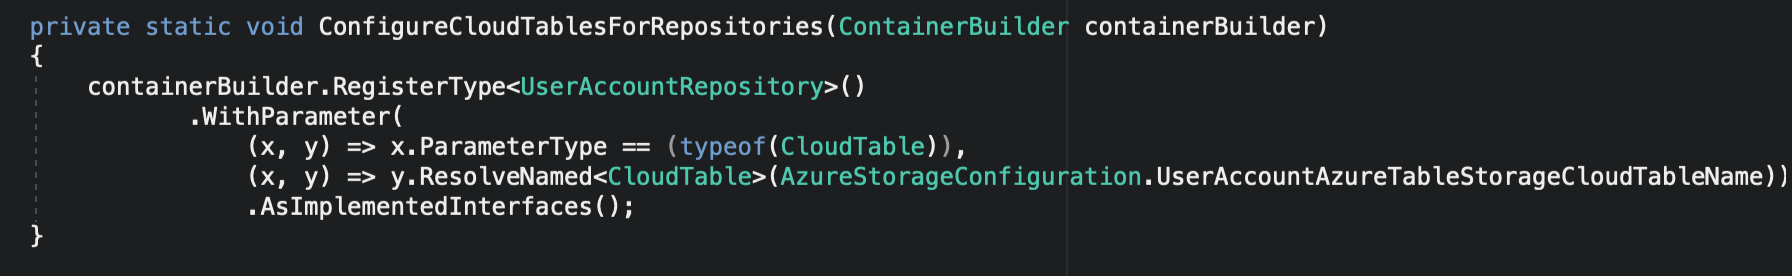 private static void ConfigureCloudTablesForRepositories(ContainerBuilder containerBuilder)
{
    containerBuilder.RegisterType<UserAccountRepository>()
           .WithParameter(
               (x, y) => x.ParameterType == (typeof(CloudTable)),
               (x, y) => y.ResolveNamed<CloudTable>(AzureStorageConfiguration.UserAccountAzureTableStorageCloudTableName))
               .AsImplementedInterfaces();
}